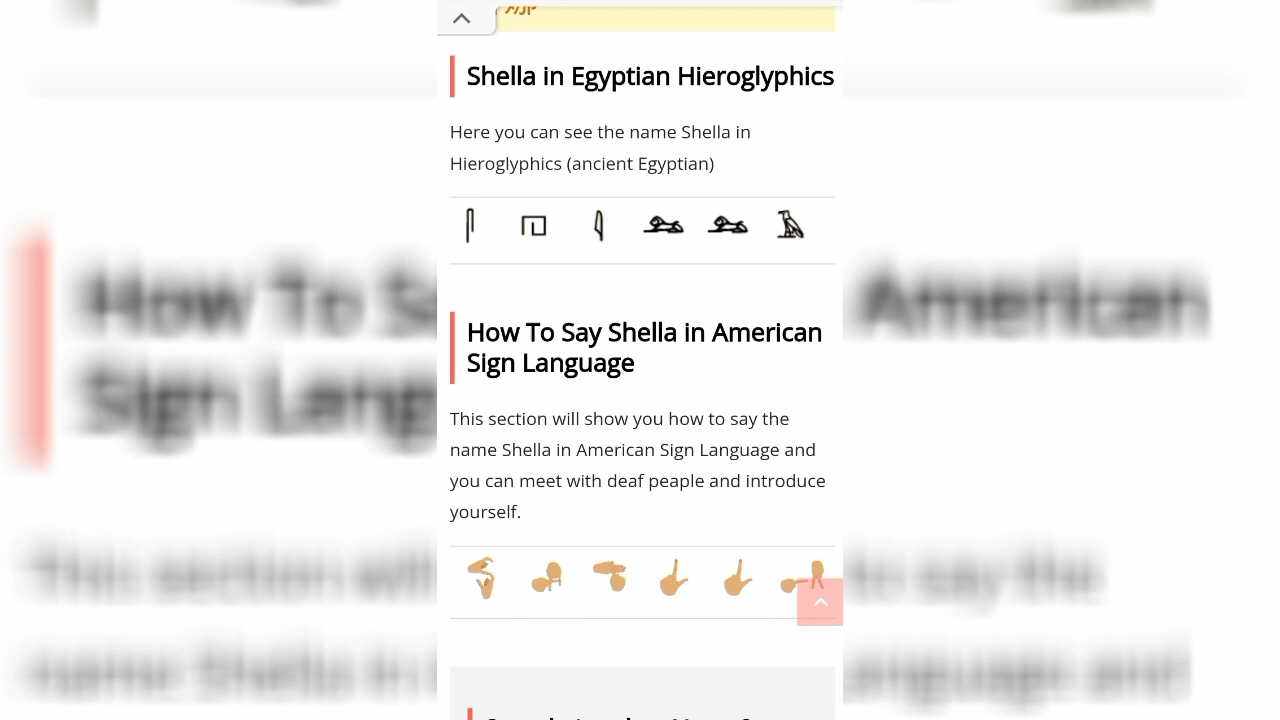 Shella in Egyptian Hieroglyphics
Here you can see the name Shella in
Hieroglyphics (ancient Egyptian)
How To Say Shella in American
Sign Language
This section will show you how to say the
name Shella in American Sign Language and
you can meet with deaf peaple and introduce
yourself.